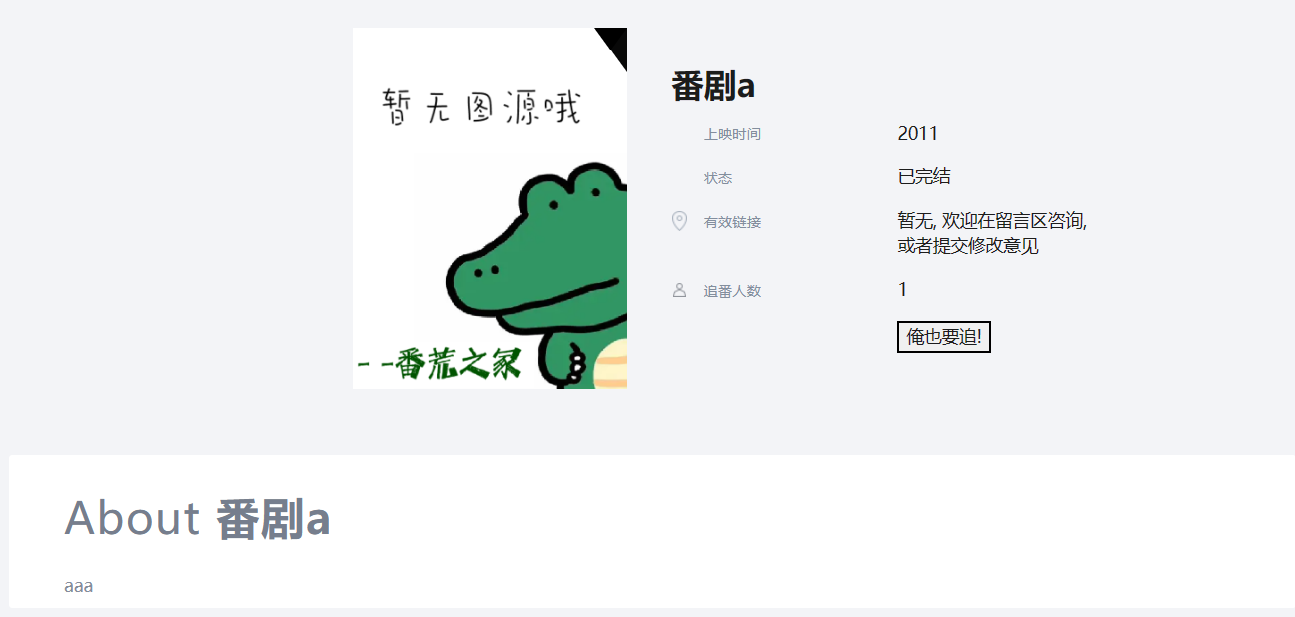 暂无图源哦
--番荒之家
番剧a
上映时间 2011
状态 已完结
有效链接 暂无, 欢迎在留言区咨询,
或者提交修改意见
追番人数 1
俺也要追!
About 番剧a
aaa